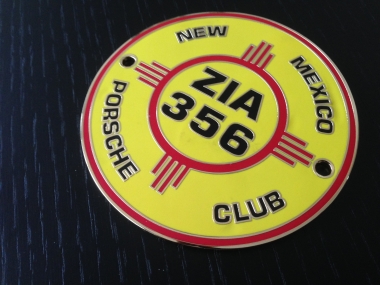 NEW
MEXICO
ZIA
356
PORSCHE
CLUB